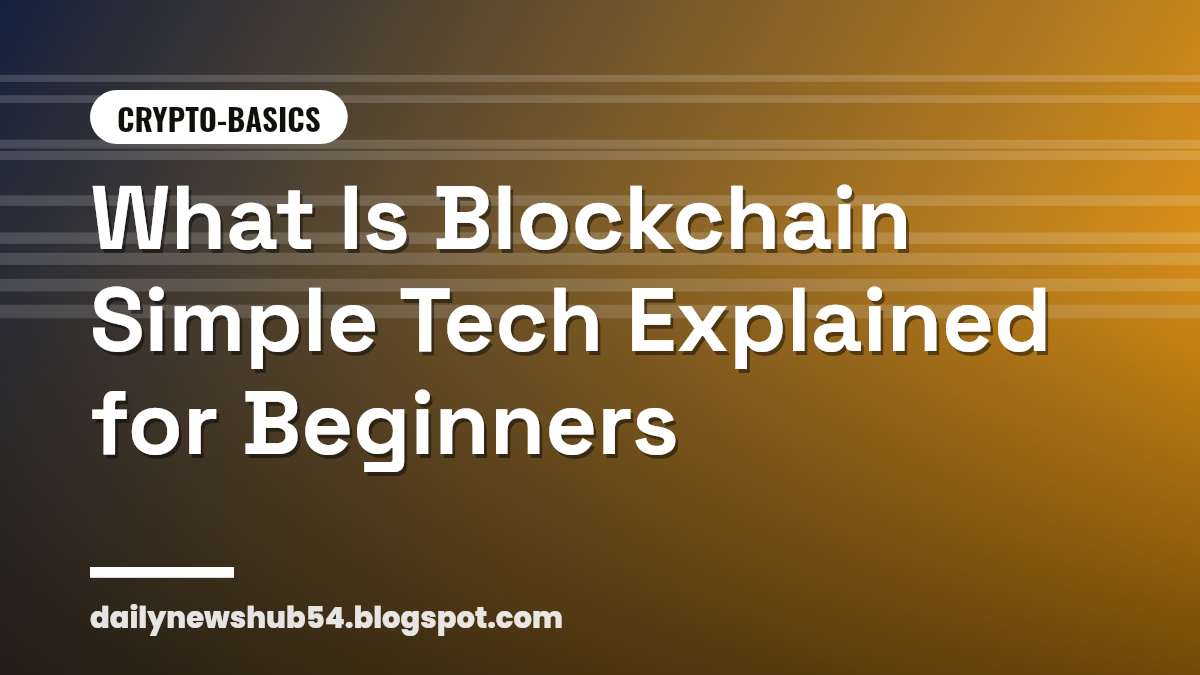 CRYPTO-BASICS
What Is Blockchain
Simple Tech Explained
for Beginners
dailynewshub54.blogspot.com